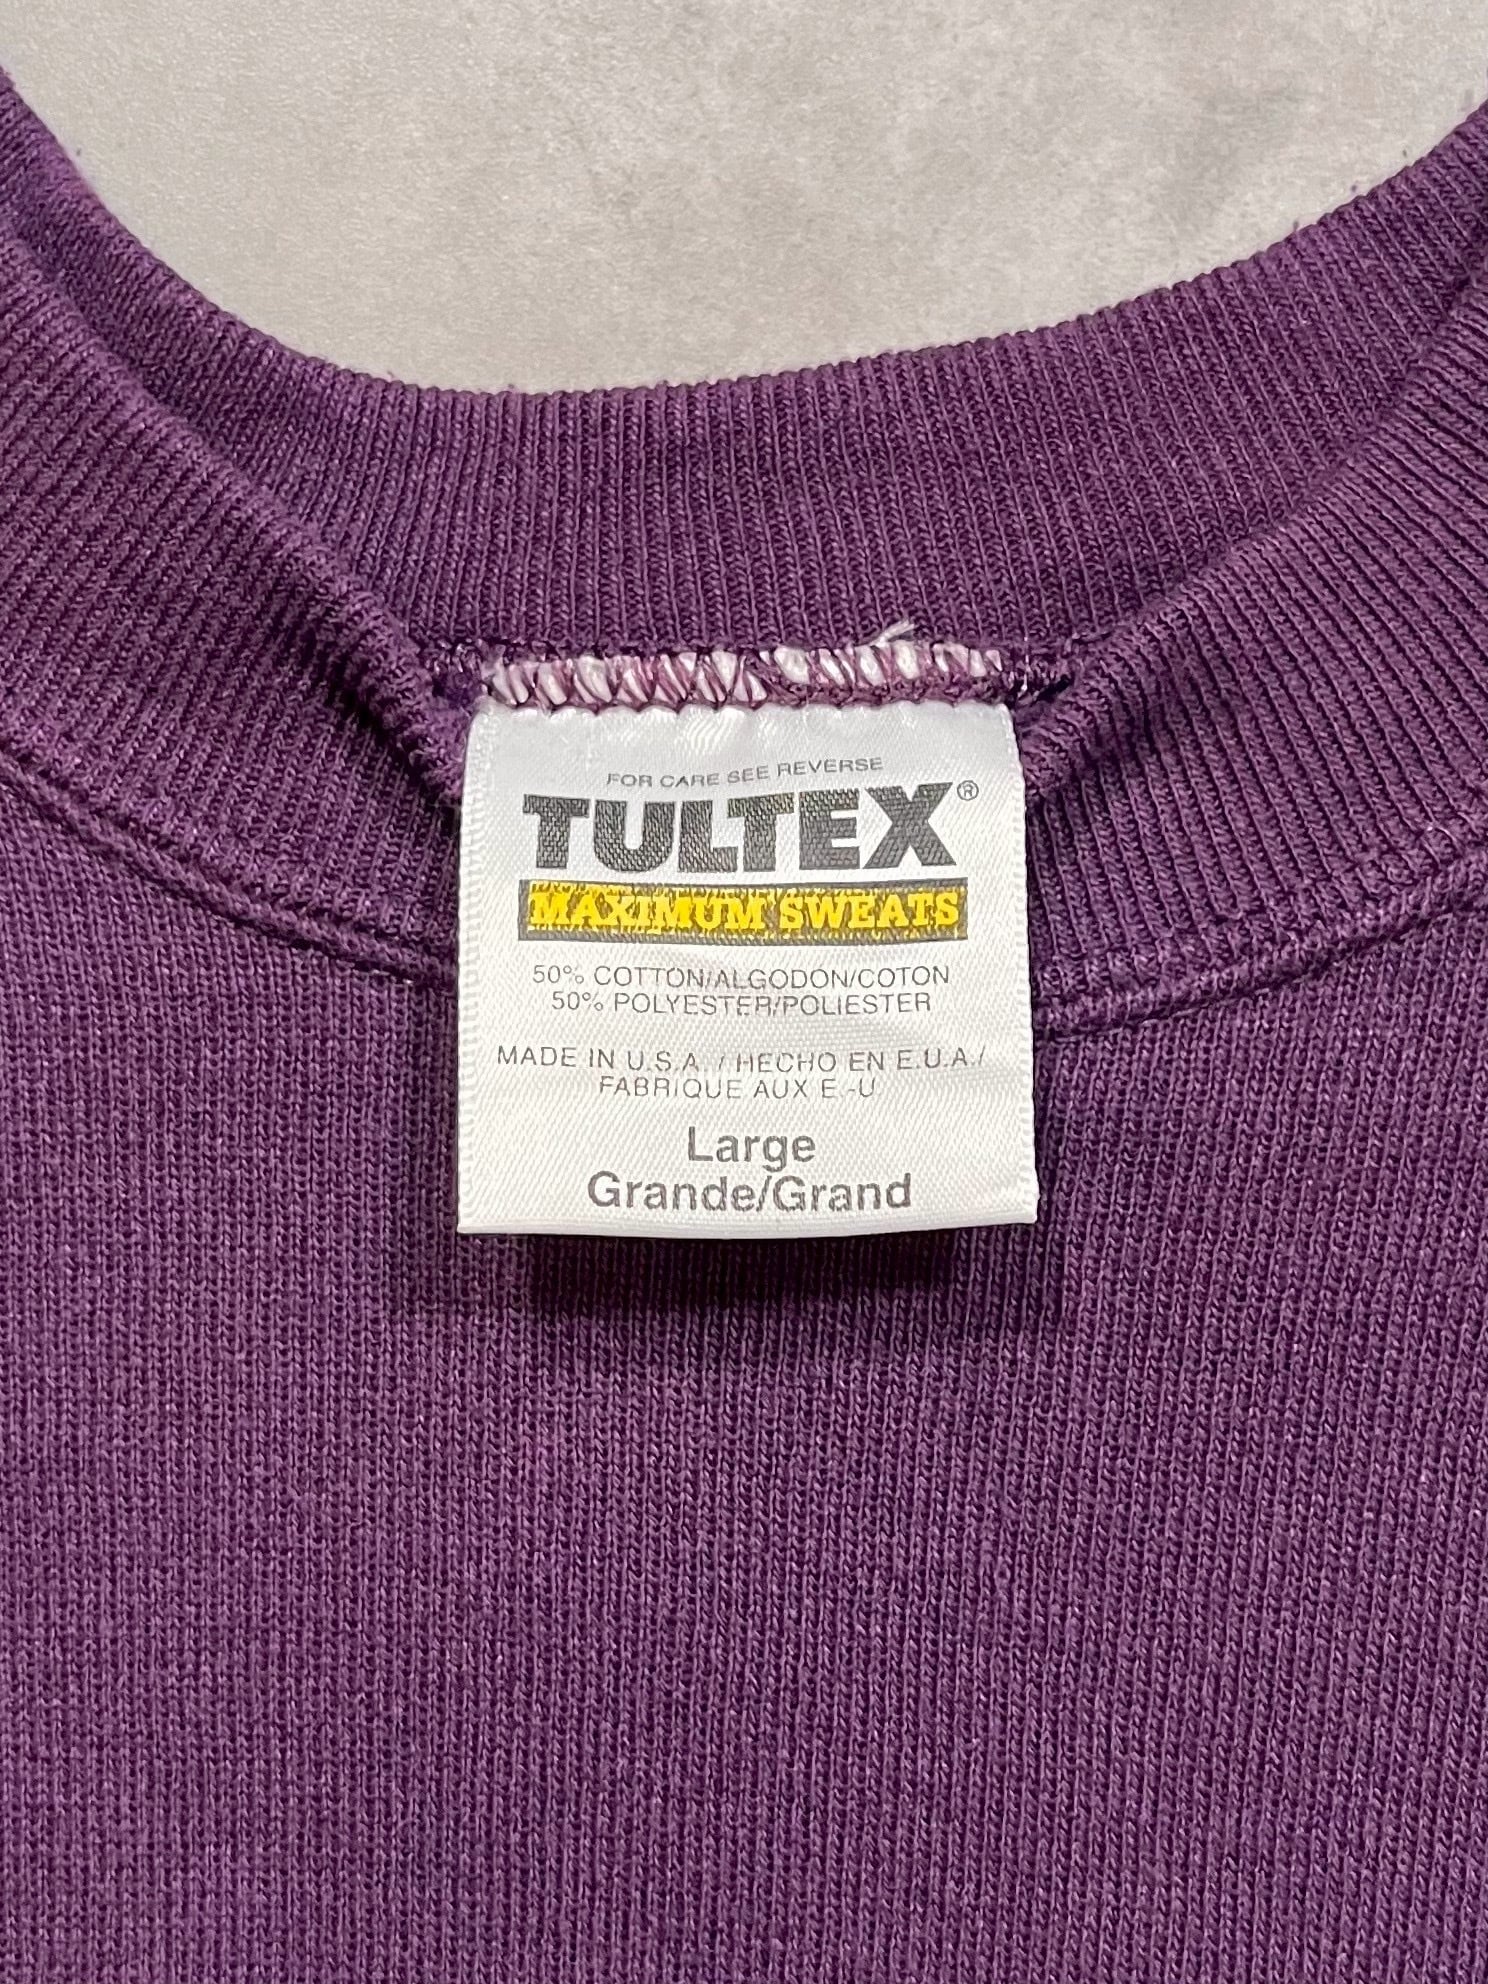 FOR CARE SEE REVERSE
TULTEX®
MAXIMUM SWEATS
50% COTTON/ALGODON/COTON
50% POLYESTER/POLIESTER
MADE IN U.S.A. / HECHO EN E.U.A./
FABRIQUE AUX E.-U
Large
Grande/Grand